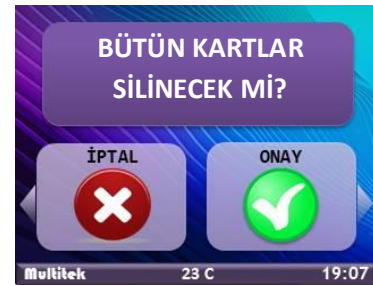 BÜTÜN KARTLAR
SİLİNECEK Mİ?
İPTAL ONAY
Multitek 23 C 19:07